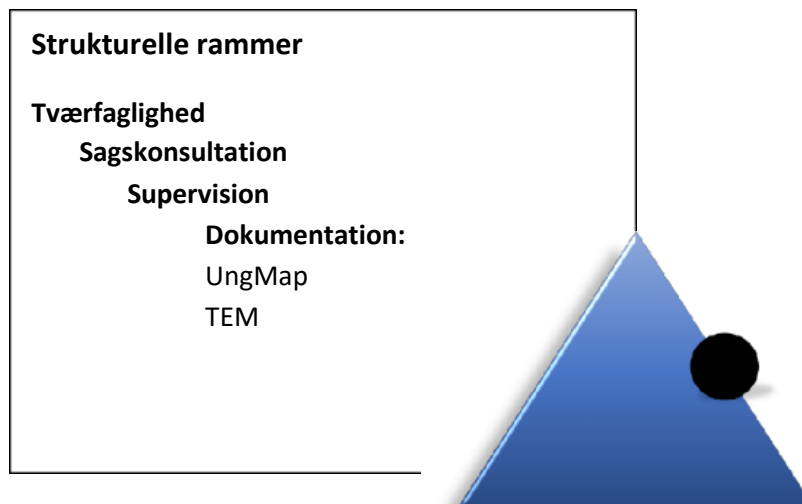 Strukturelle rammer
Tværfaglighed
Sagskonsultation
Supervision
Dokumentation:
UngMap
TEM